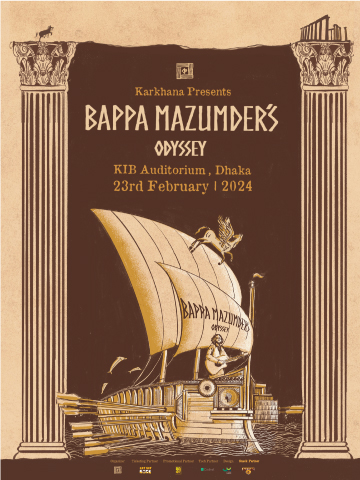 Karkhana Presents
BAPPA MAZUMDER'S
ODYSSEY
KIB Auditorium , Dhaka
23rd February | 2024
BAPPA MAZUMDER'S
ODYSSEY